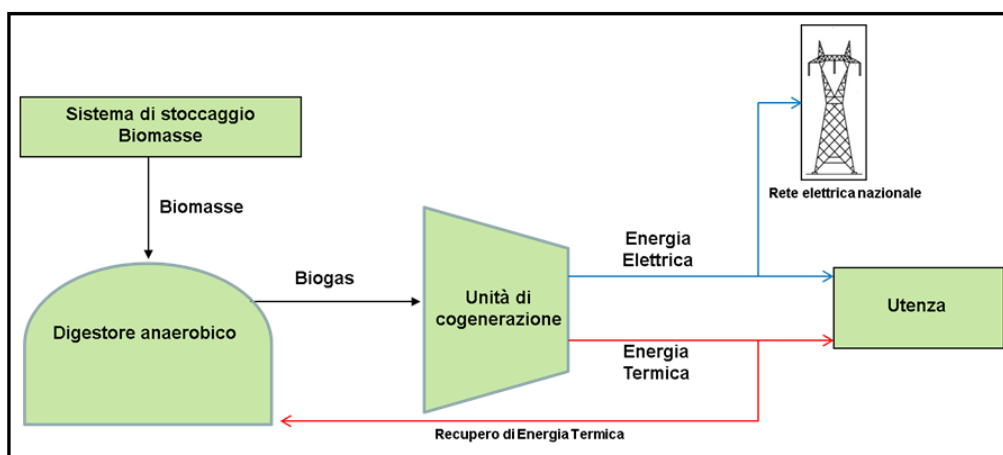 Sistema di stoccaggio
Biomasse
Biomasse
Digestore anaerobico
Biogas
Unità di
cogenerazione
Energia
Elettrica
Energia
Termica
Rete elettrica nazionale
Utenza
Recupero di Energia Termica